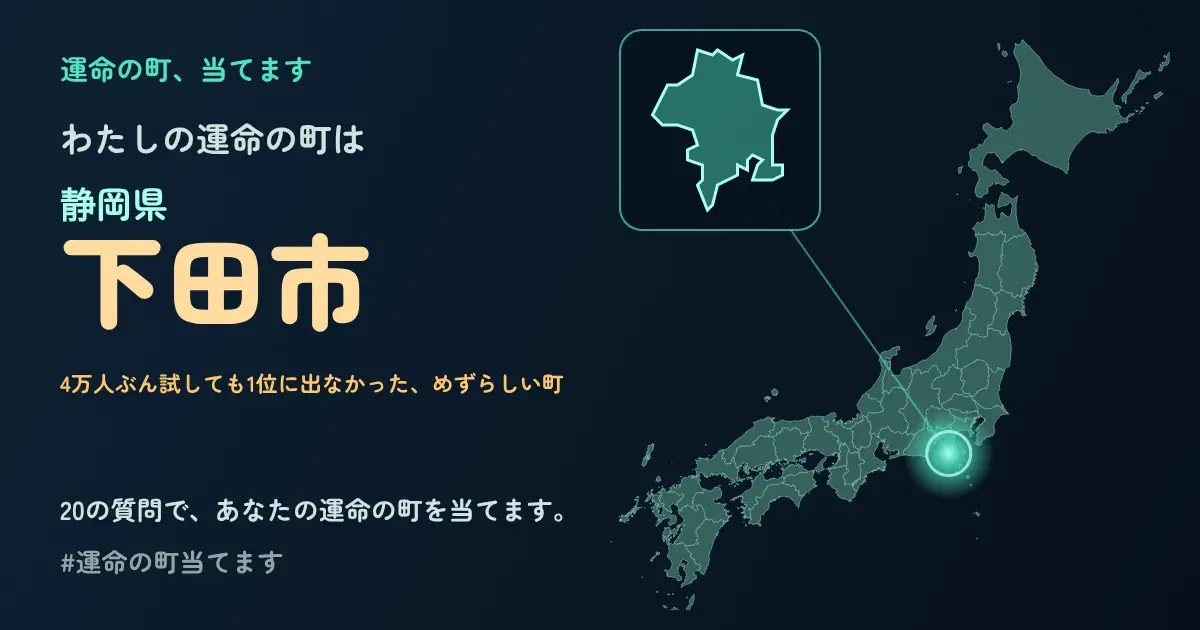 運命の町、当てます
わたしの運命の町は
静岡県
下田市
4万人ぶん試しても1位に出なかった、めずらしい町
20の質問で、あなたの運命の町を当てます。
#運命の町当てます